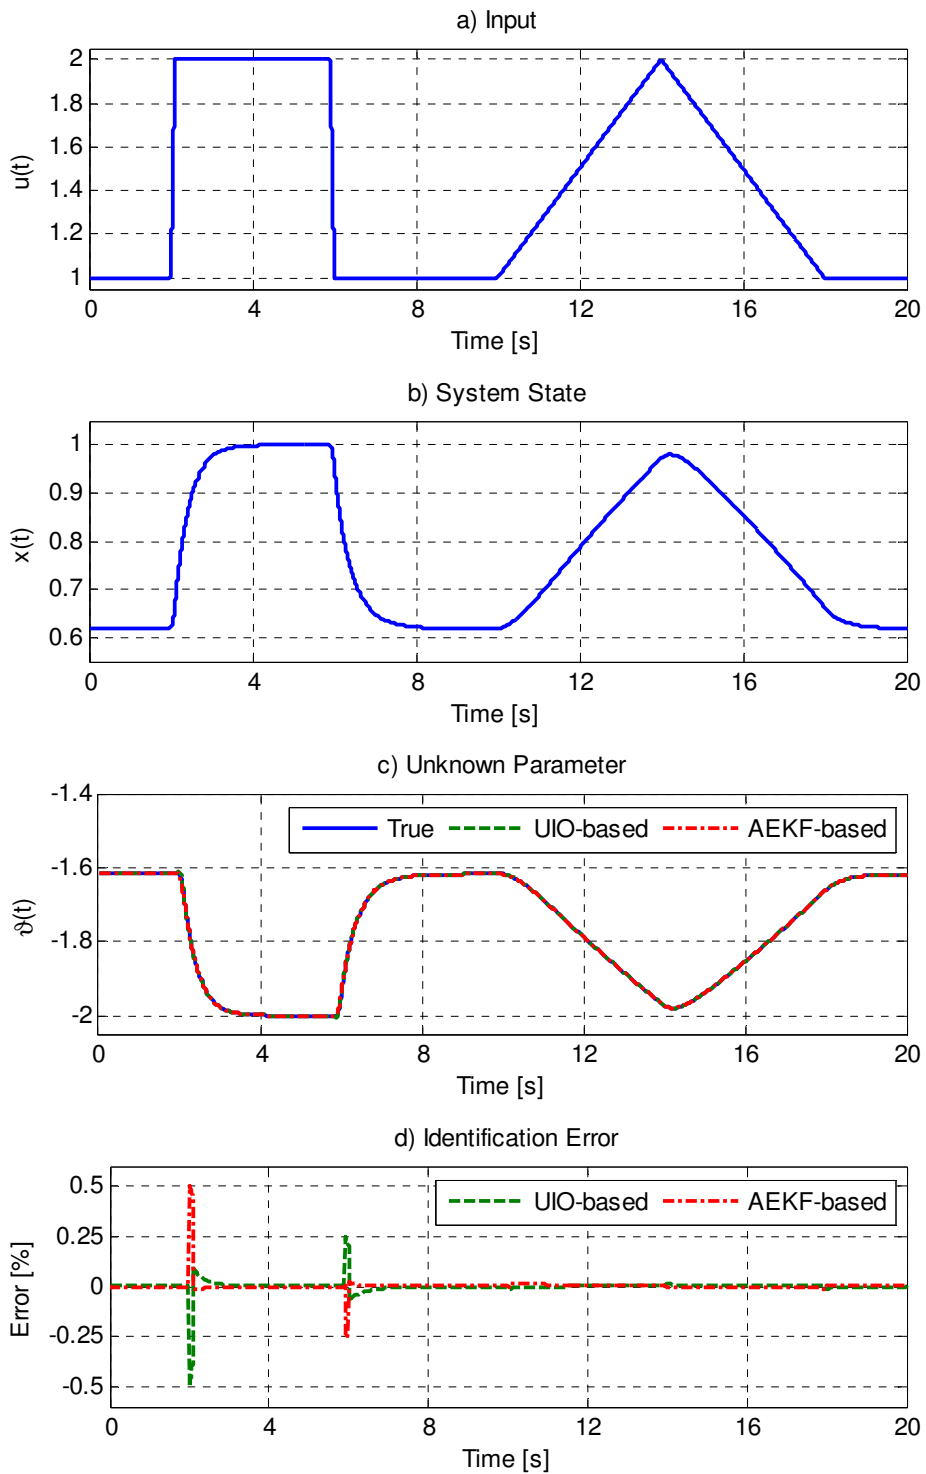 a) Input
2
1.8
1.6
1.4
1.2
1
u(t)
0 4 8 12 16 20
Time [s]
b) System State
1
0.9
0.8
0.7
0.6
x(t)
0 4 8 12 16 20
Time [s]
c) Unknown Parameter
-1.4
-1.6
-1.8
-2
ϑ(t)
True UIO-based AEKF-based
0 4 8 12 16 20
Time [s]
d) Identification Error
0.5
0.25
0
-0.25
-0.5
Error [%]
UIO-based AEKF-based
0 4 8 12 16 20
Time [s]